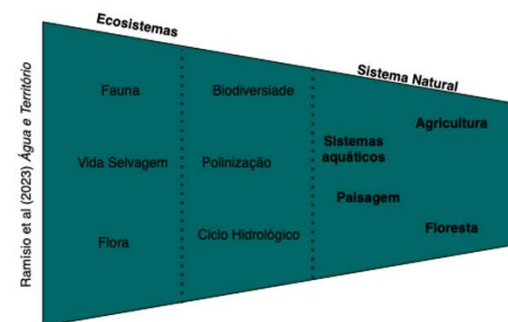 Ecosistemas
Sistema Natural
Fauna
Biodiversiade
Agricultura
Sistemas
aquáticos
Vida Selvagem
Polinização
Paisagem
Flora
Ciclo Hidrológico
Floresta
Ramísio et al (2023) Água e Território